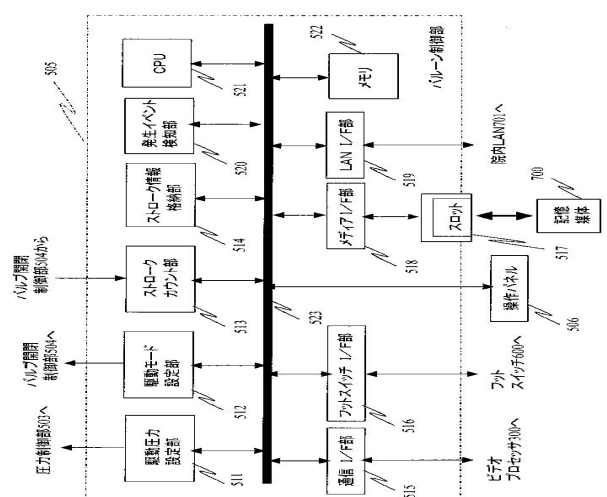 圧力制御部503へ
バルブ開閉
制御部504へ
バルブ開閉
制御部504から
505
駆動圧力
設定部
511
駆動モード
設定部
512
ストローク
カウント部
513
ストローク情報
格納部
514
発生イベント
検知部
520
CPU
521
523
通信 I/F部
515
フットスイッチ I/F部
516
メディア I/F部
518
LAN I/F部
519
メモリ
522
バルーン制御部
スロット
517
操作パネル
506
記憶
媒体
700
ビデオ
プロセッサ300へ
フット
スイッチ600へ
院内LAN701へ